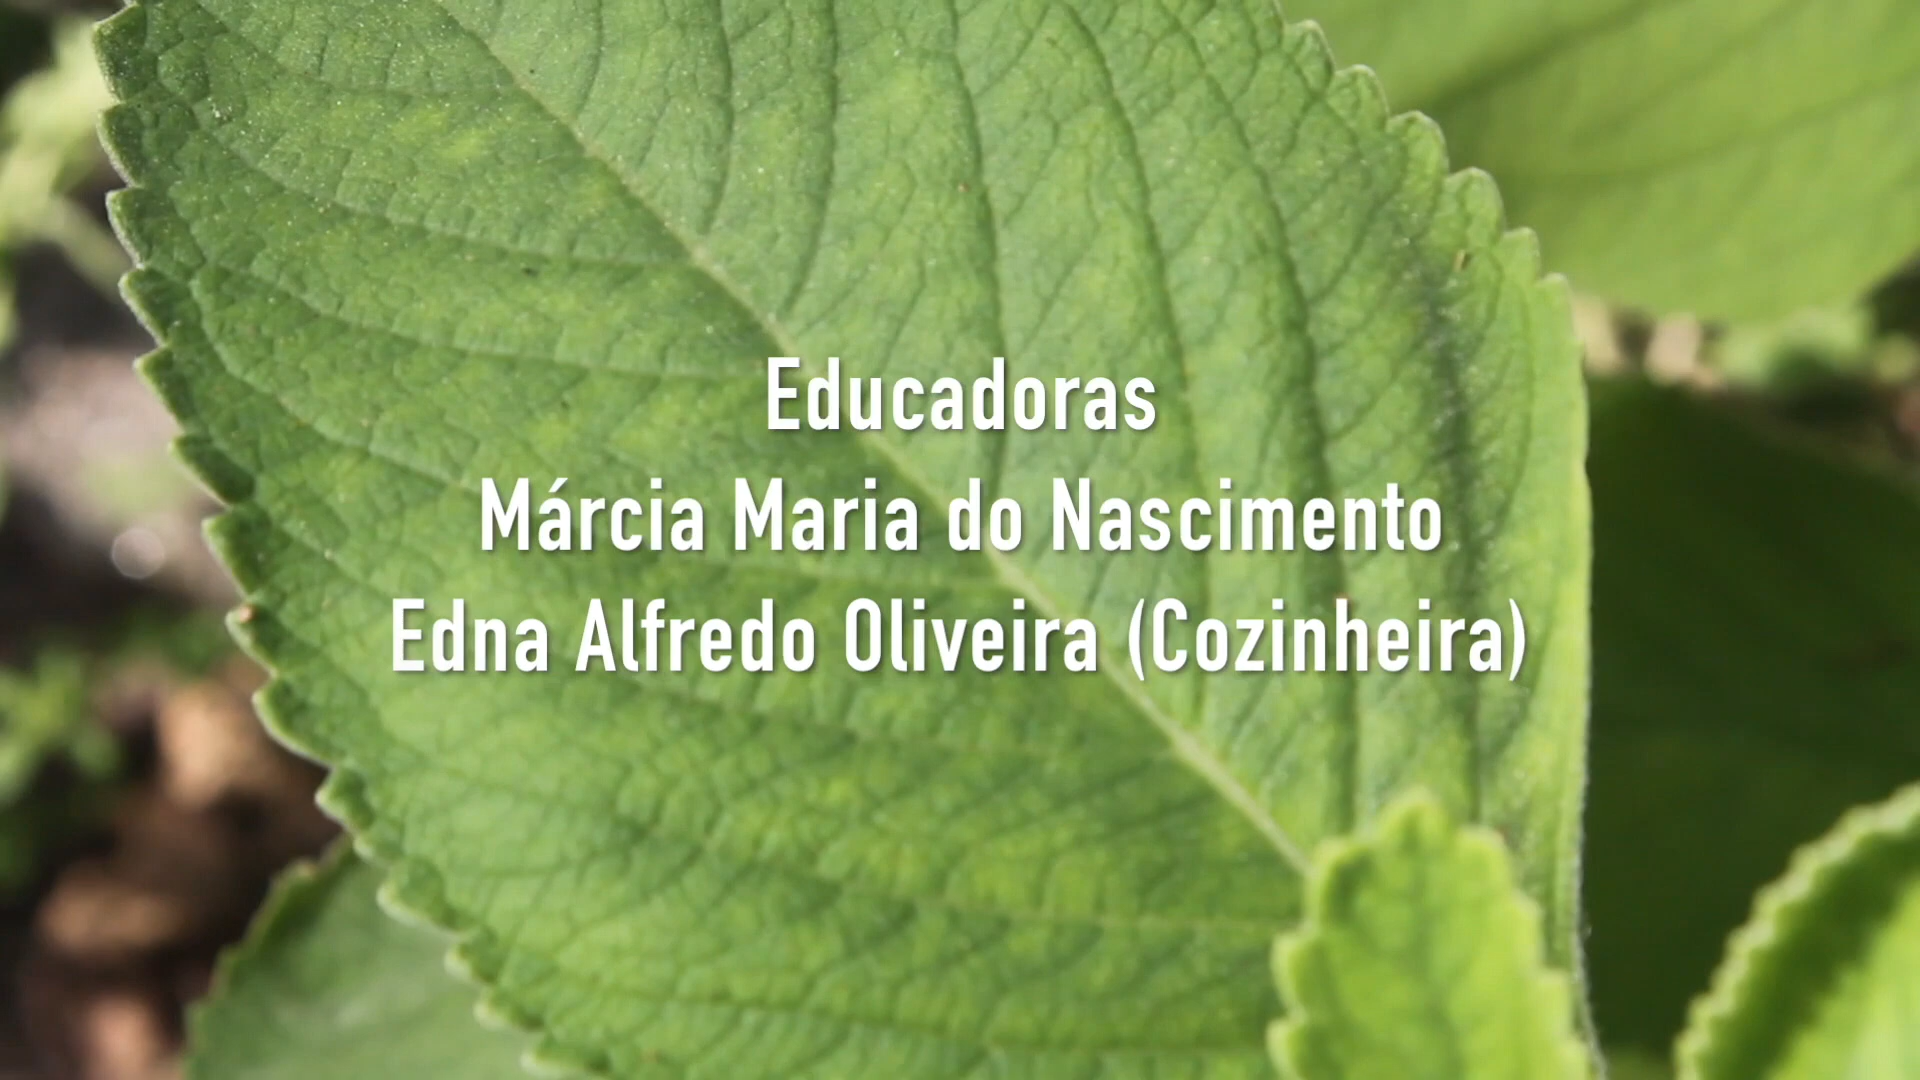 Educadoras
Márcia Maria do Nascimento
Edna Alfredo Oliveira (Cozinheira)